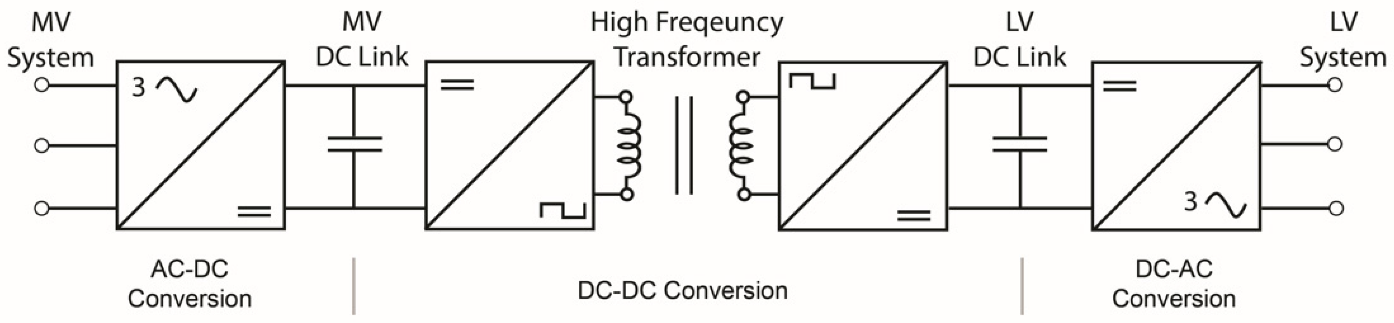 MV
System
MV
DC Link
High Freqeuncy
Transformer
LV
DC Link
LV
System
3
3
AC-DC
Conversion
DC-DC Conversion
DC-AC
Conversion